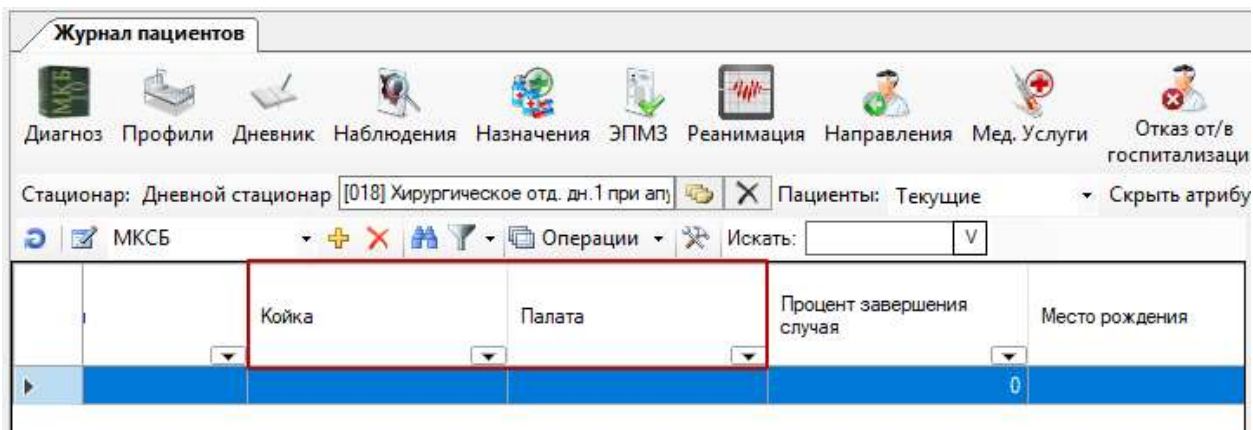 Журнал пациентов
МКБ
Диагноз Профили Дневник Наблюдения Назначения ЭПМЗ Реанимация Направления Мед. Услуги Отказ от/в
госпитализаци
Стационар: Дневной стационар [018] Хирургическое отд. дн.1 при апу Пациенты: Текущие Скрыть атрибу
МКСБ Операции Искать: V
Койка Палата Процент завершения
случая Место рождения
0